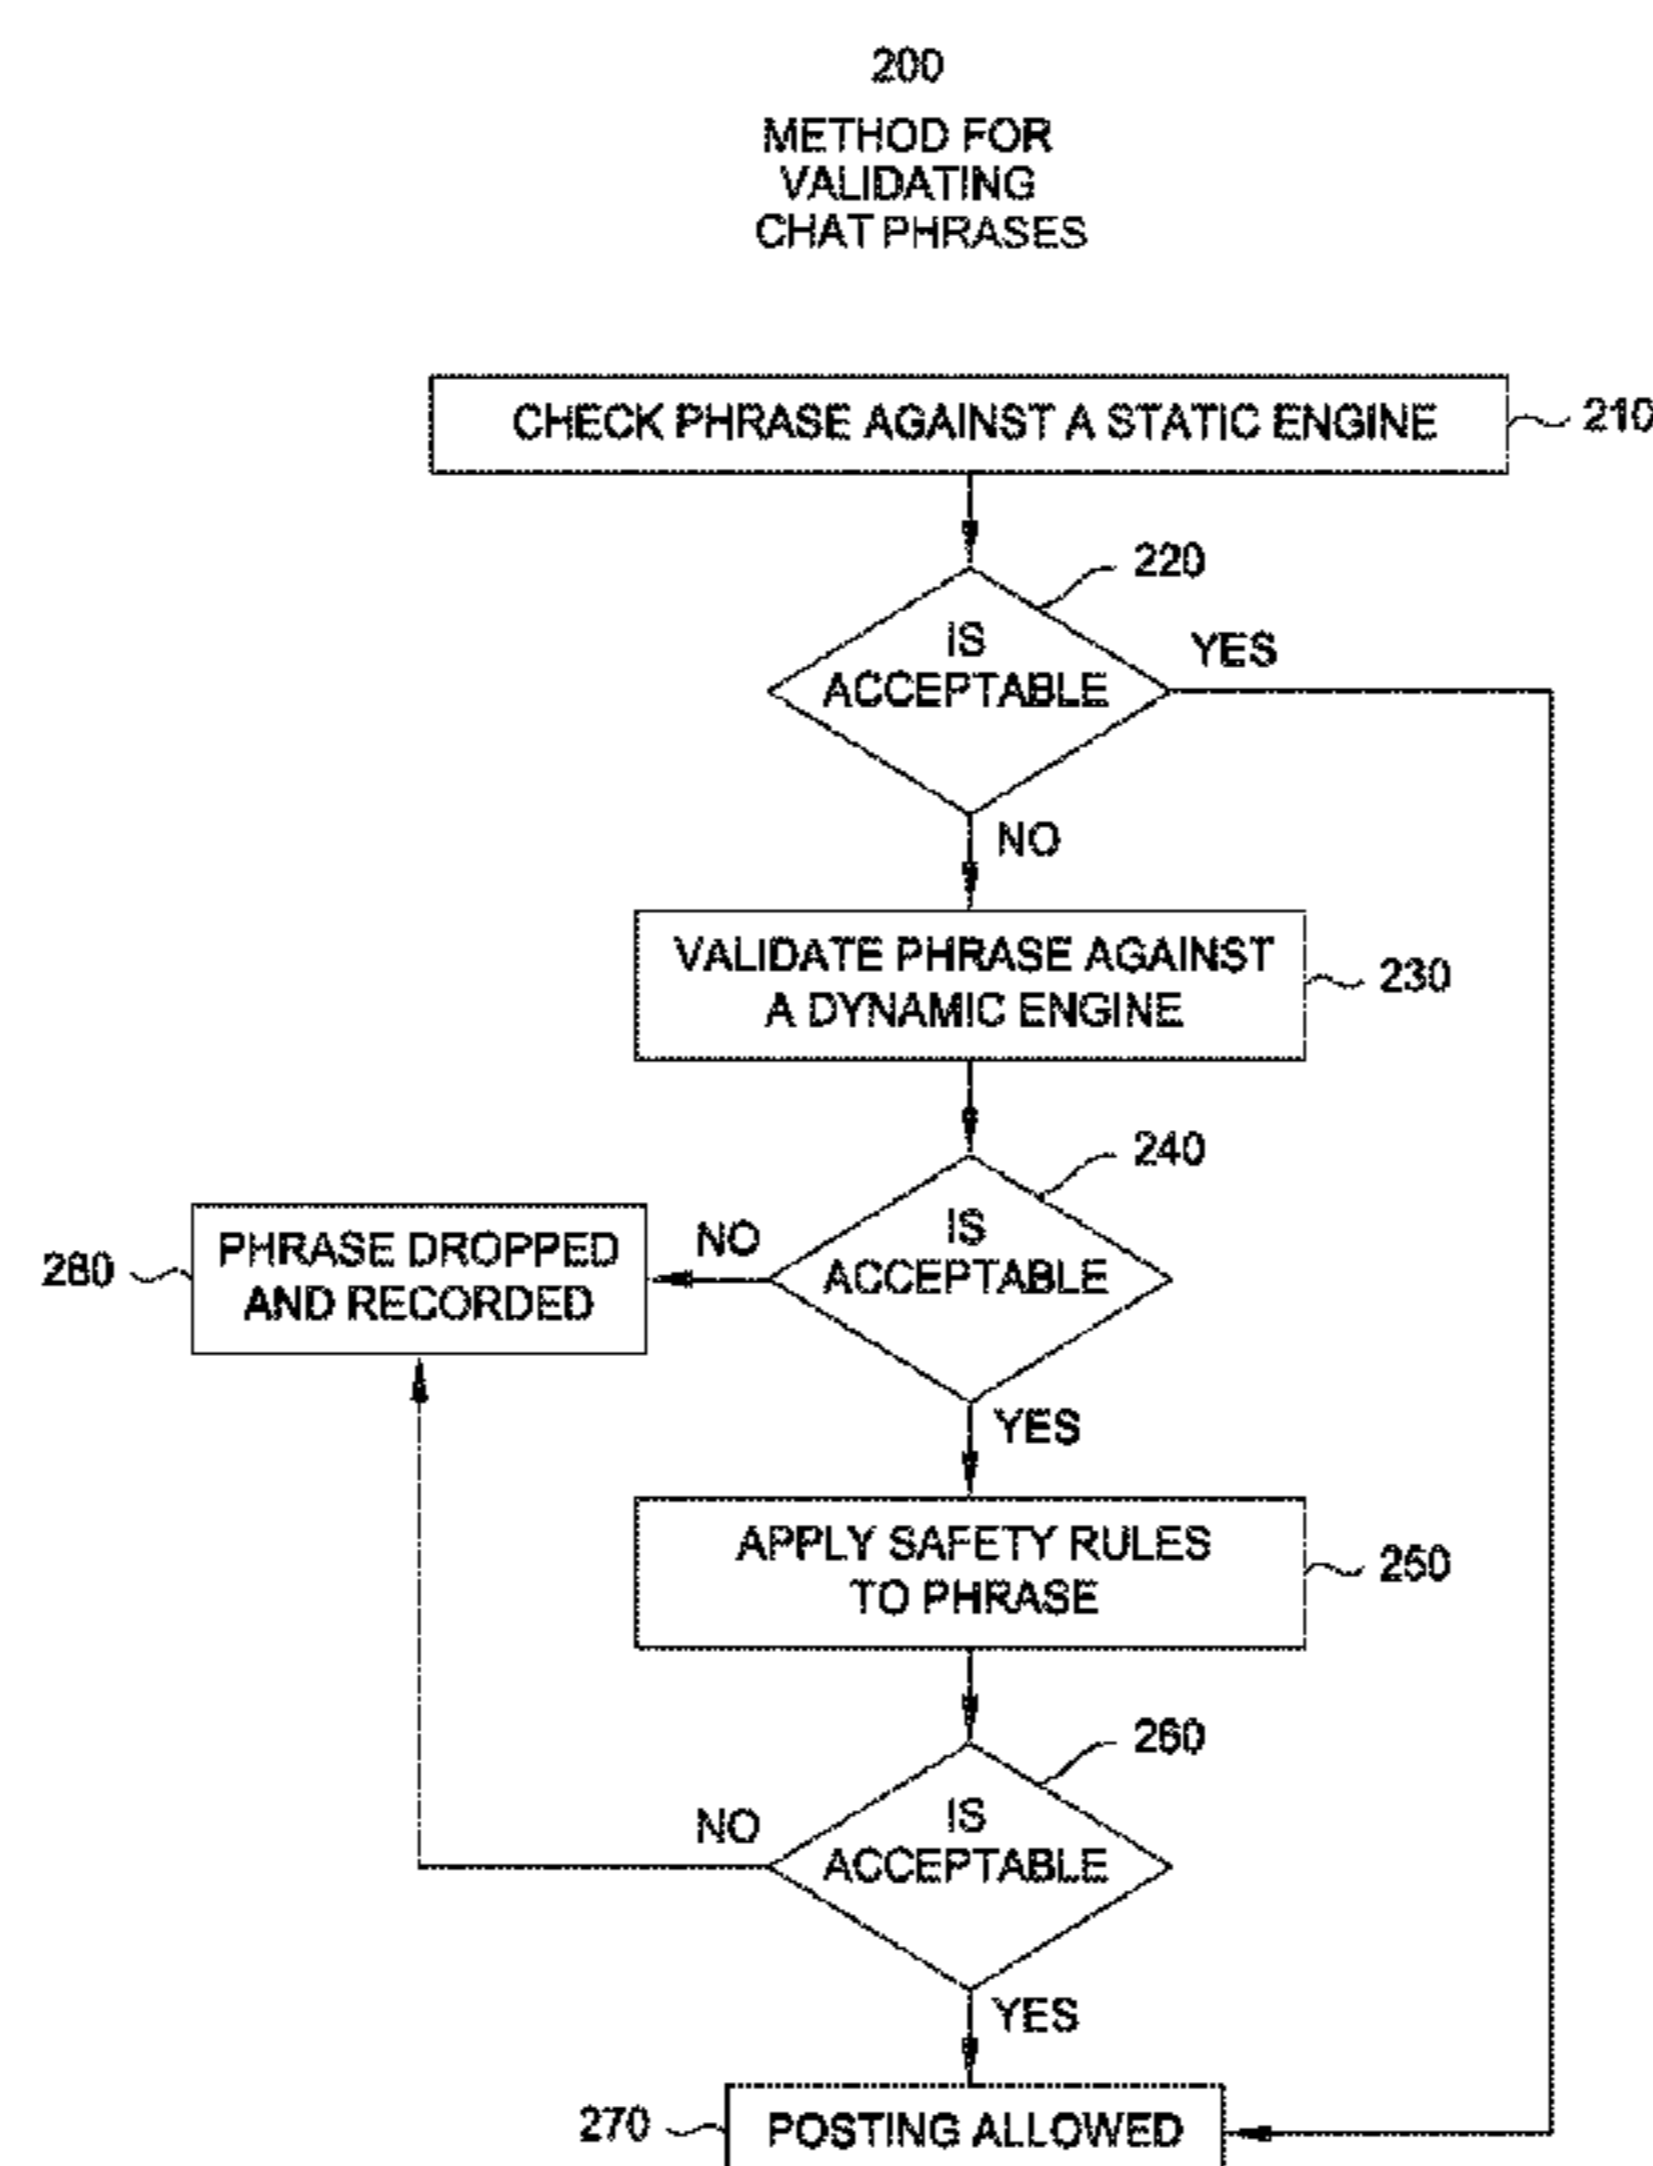 200
METHOD FOR
VALIDATING
CHAT PHRASES
CHECK PHRASE AGAINST A STATIC ENGINE
210
220
IS
ACCEPTABLE
YES
NO
VALIDATE PHRASE AGAINST
A DYNAMIC ENGINE
230
240
IS
ACCEPTABLE
NO
PHRASE DROPPED
AND RECORDED
280
YES
APPLY SAFETY RULES
TO PHRASE
250
260
IS
ACCEPTABLE
NO
YES
270
POSTING ALLOWED